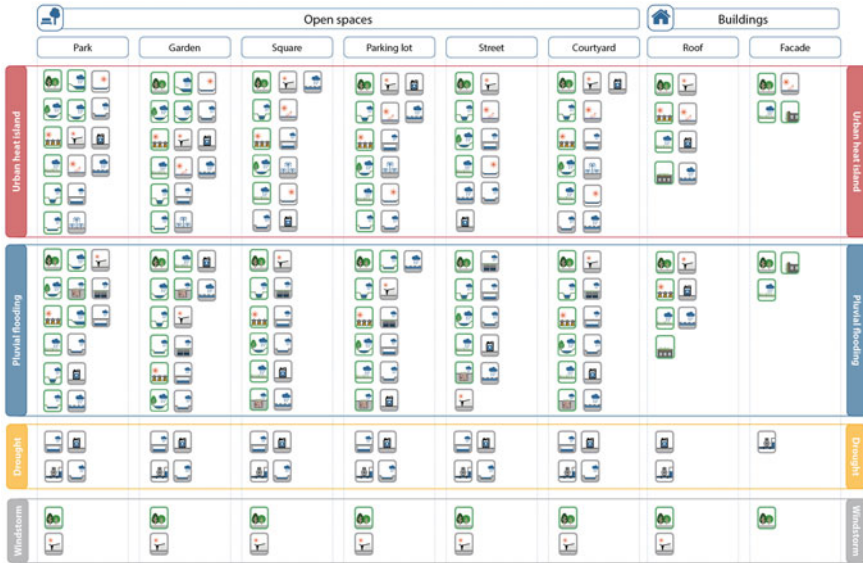 Open spaces
Buildings
Park
Garden
Square
Parking lot
Street
Courtyard
Roof
Facade
Urban heat island
Urban heat island
Pluvial flooding
Pluvial flooding
Drought
Drought
Windstorm
Windstorm